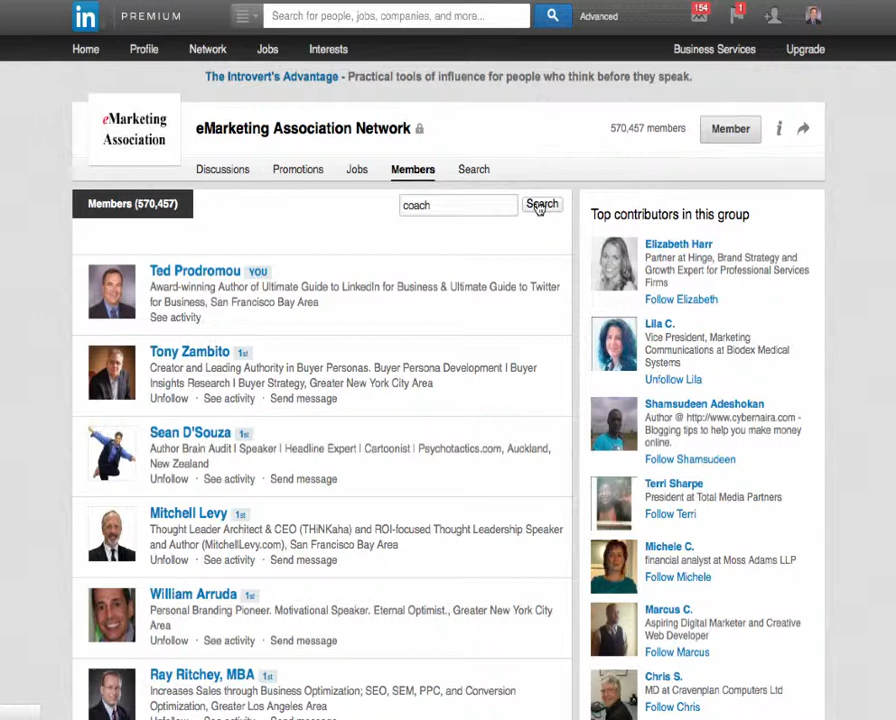 in PREMIUM Search for people, jobs, companies, and more... Advanced 154 1
Home Profile Network Jobs Interests Business Services Upgrade
The Introvert's Advantage - Practical tools of influence for people who think before they speak.
eMarketing
Association
eMarketing Association Network 570,457 members Member i
Discussions Promotions Jobs Members Search
Members (570,457) coach Search
Ted Prodromou YOU
Award-winning Author of Ultimate Guide to LinkedIn for Business & Ultimate Guide to Twitter
for Business, San Francisco Bay Area
See activity
Tony Zambito 1st
Creator and Leading Authority in Buyer Personas. Buyer Persona Development I Buyer
Insights Research I Buyer Strategy, Greater New York City Area
Unfollow · See activity · Send message
Sean D'Souza 1st
Author Brain Audit I Speaker I Headline Expert I Cartoonist I Psychotactics.com, Auckland,
New Zealand
Unfollow · See activity · Send message
Mitchell Levy 1st
Thought Leader Architect & CEO (THiNKaha) and ROI-focused Thought Leadership Speaker
and Author (MitchellLevy.com), San Francisco Bay Area
Unfollow · See activity · Send message
William Arruda 1st
Personal Branding Pioneer. Motivational Speaker. Eternal Optimist., Greater New York City
Area
Unfollow · See activity · Send message
Ray Ritchey, MBA 1st
Increases Sales through Business Optimization; SEO, SEM, PPC, and Conversion
Optimization, Greater Los Angeles Area
Unfollow · See activity · Send message
Top contributors in this group
Elizabeth Harr
Partner at Hinge, Brand Strategy and
Growth Expert for Professional Services
Firms
Follow Elizabeth
Lila C.
Vice President, Marketing
Communications at Biodex Medical
Systems
Unfollow Lila
Shamsudeen Adeshokan
Author @ http://www.cybernaira.com -
Blogging tips to help you make money
online.
Follow Shamsudeen
Terri Sharpe
President at Total Media Partners
Follow Terri
Michele C.
financial analyst at Moss Adams LLP
Follow Michele
Marcus C.
Aspiring Digital Marketer and Creative
Web Developer
Follow Marcus
Chris S.
MD at Cravenplan Computers Ltd
Follow Chris